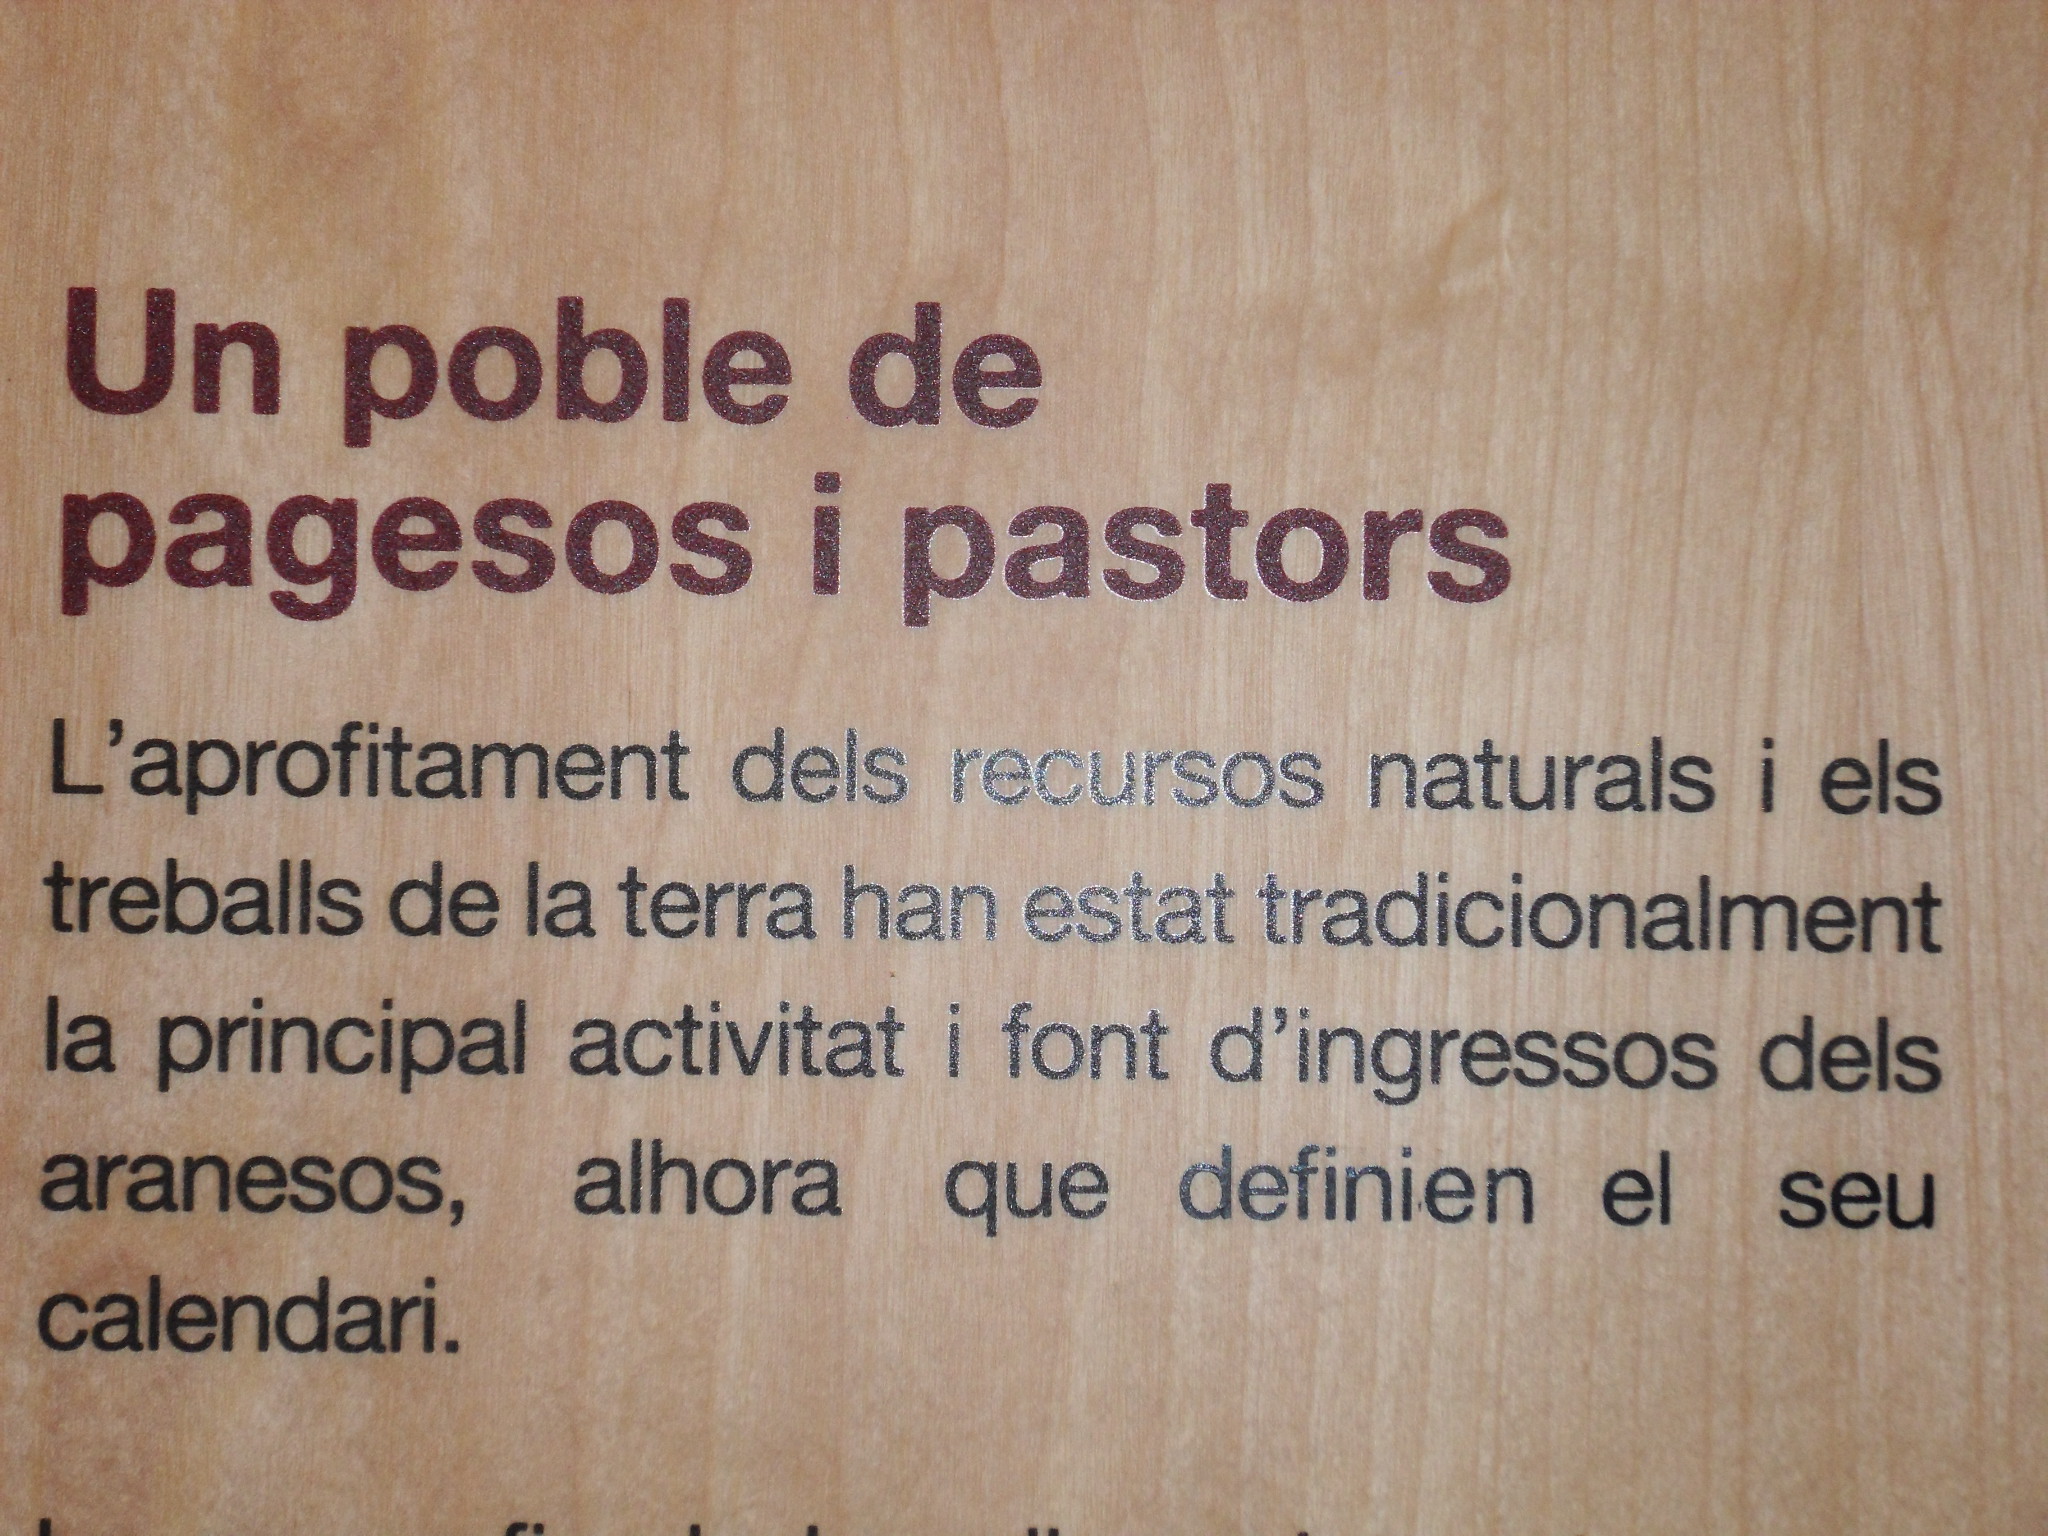 Un poble de
pagesos i pastors
L'aprofitament dels recursos naturals i els
treballs de la terra han estat tradicionalment
la principal activitat i font d'ingressos dels
aranesos, alhora que definien el seu
calendari.